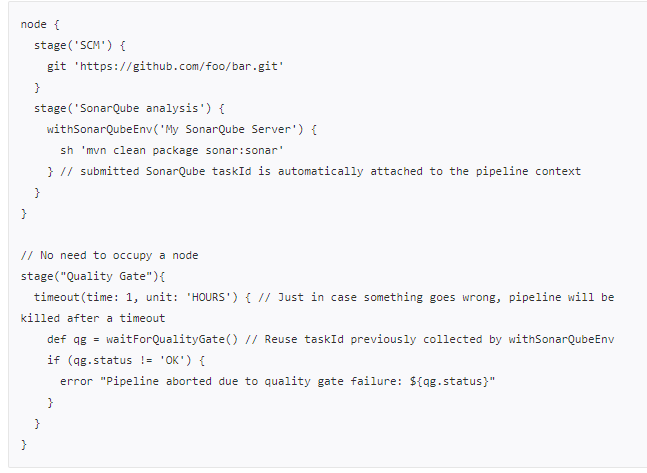 node {
  stage('SCM') {
    git 'https://github.com/foo/bar.git'
  }
  stage('SonarQube analysis') {
    withSonarQubeEnv('My SonarQube Server') {
      sh 'mvn clean package sonar:sonar'
    } // submitted SonarQube taskId is automatically attached to the pipeline context
  }
}

// No need to occupy a node
stage("Quality Gate"){
  timeout(time: 1, unit: 'HOURS') { // Just in case something goes wrong, pipeline will be
killed after a timeout
    def qg = waitForQualityGate() // Reuse taskId previously collected by withSonarQubeEnv
    if (qg.status != 'OK') {
      error "Pipeline aborted due to quality gate failure: ${qg.status}"
    }
  }
}